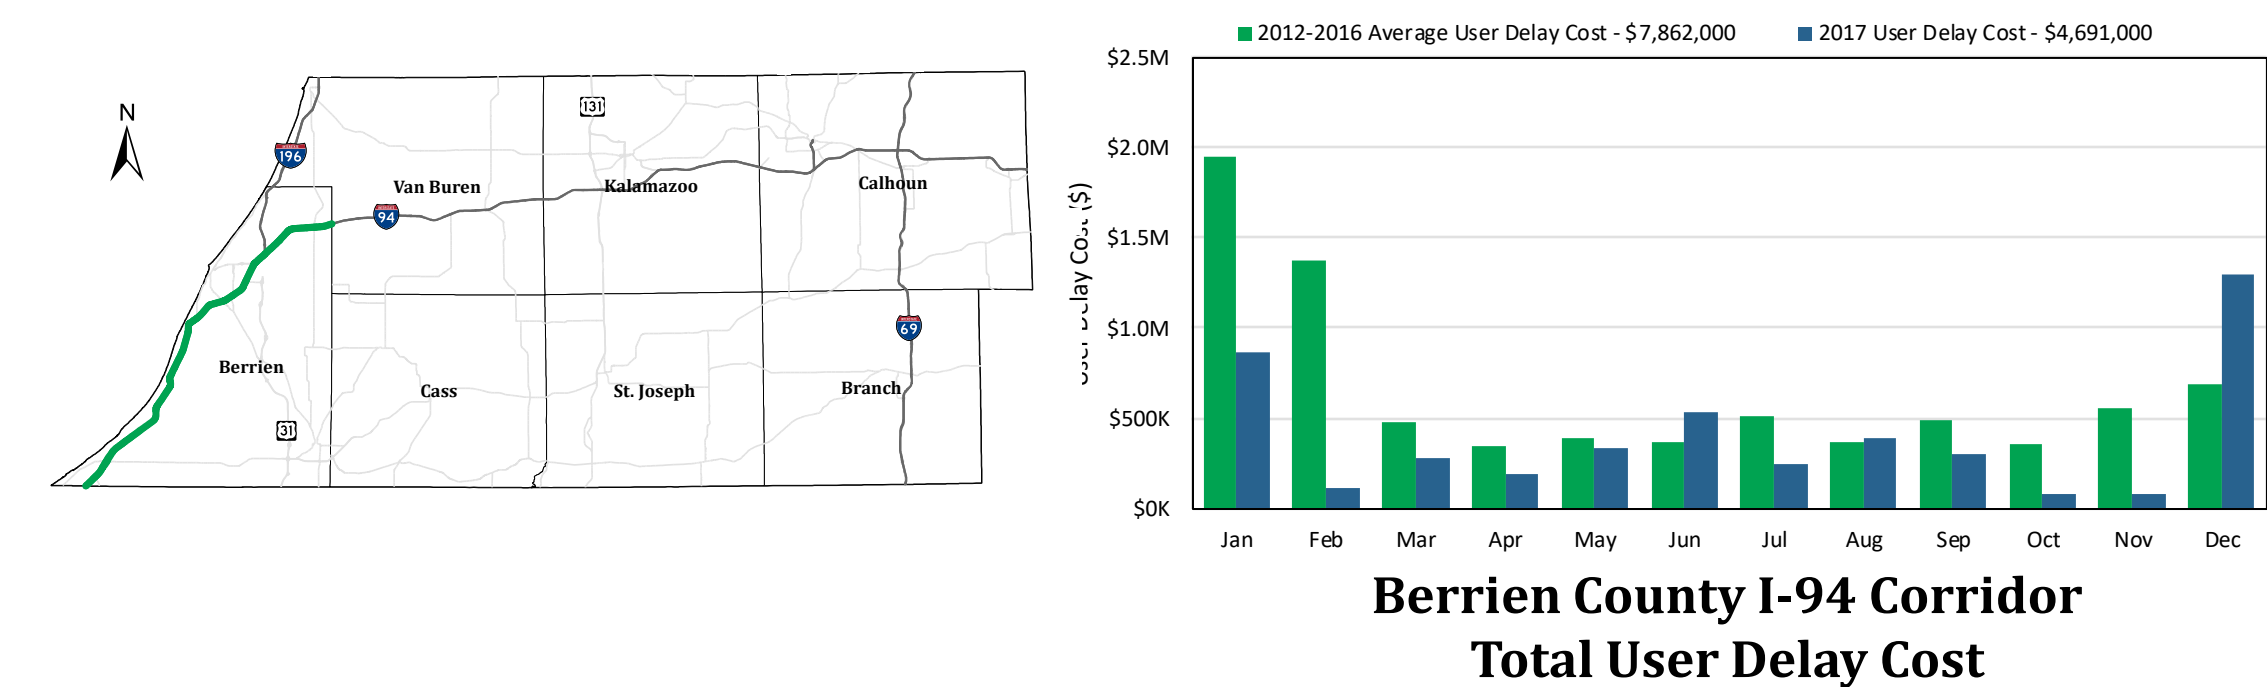 N
196
131
Van Buren
Kalamazoo
Calhoun
94
69
Berrien
Cass
St. Joseph
Branch
31
2012-2016 Average User Delay Cost - $7,862,000
2017 User Delay Cost - $4,691,000
User Delay Cost ($)
$2.5M
$2.0M
$1.5M
$1.0M
$500K
$0K
Jan Feb Mar Apr May Jun Jul Aug Sep Oct Nov Dec
Berrien County I-94 Corridor
Total User Delay Cost